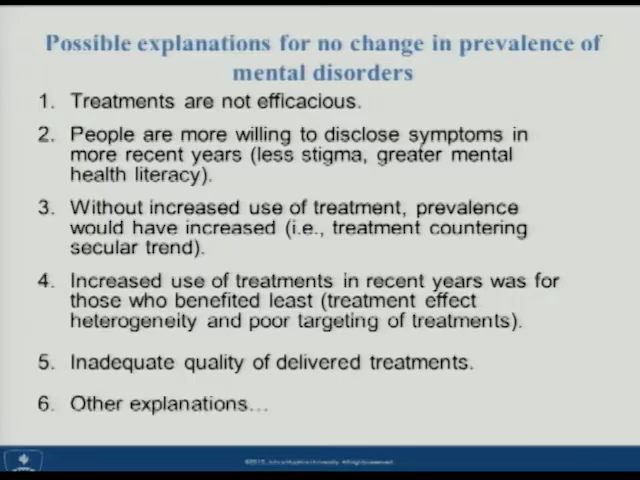 Possible explanations for no change in prevalence of
mental disorders
1. Treatments are not efficacious.
2. People are more willing to disclose symptoms in
more recent years (less stigma, greater mental
health literacy).
3. Without increased use of treatment, prevalence
would have increased (i.e., treatment countering
secular trend).
4. Increased use of treatments in recent years was for
those who benefited least (treatment effect
heterogeneity and poor targeting of treatments).
5. Inadequate quality of delivered treatments.
6. Other explanations…